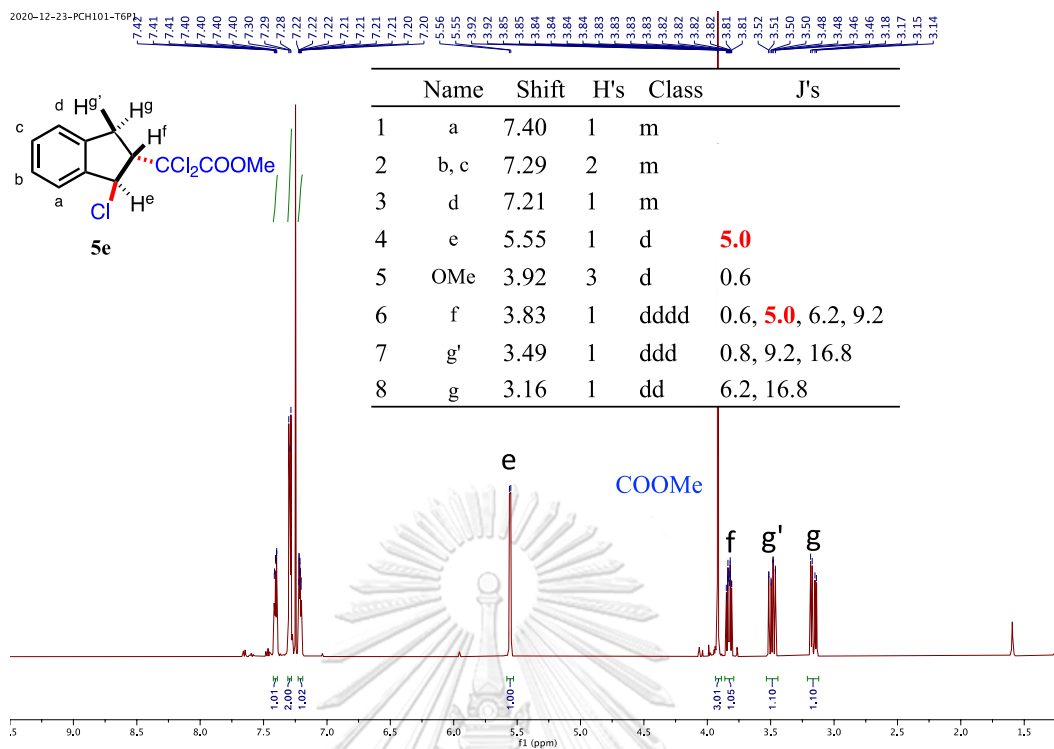 2020-12-23-PCH101-T6P1
7.42 7.41 7.41 7.40 7.40 7.40 7.30 7.29 7.28 7.22 7.22 7.22 7.21 7.21 7.21 7.20 7.20 5.56 5.55 3.92 3.92 3.85 3.85 3.84 3.84 3.84 3.83 3.83 3.83 3.83 3.82 3.82 3.82 3.82 3.81 3.81 3.52 3.51 3.50 3.50 3.48 3.48 3.46 3.46 3.18 3.17 3.15 3.14
Name Shift H's Class J's
1 a 7.40 1 m
2 b, c 7.29 2 m
3 d 7.21 1 m
4 e 5.55 1 d 5.0
5 OMe 3.92 3 d 0.6
6 f 3.83 1 dddd 0.6, 5.0, 6.2, 9.2
7 g' 3.49 1 ddd 0.8, 9.2, 16.8
8 g 3.16 1 dd 6.2, 16.8
d Hg' Hg
c Hf
CCl2COOMe
b
a He
Cl
5e
e
COOMe
f g' g
1.01 2.00 1.02 1.00 3.01 1.05 1.10 1.10
.5 9.0 8.5 8.0 7.5 7.0 6.5 6.0 5.5 5.0 4.5 4.0 3.5 3.0 2.5 2.0 1.5
f1 (ppm)